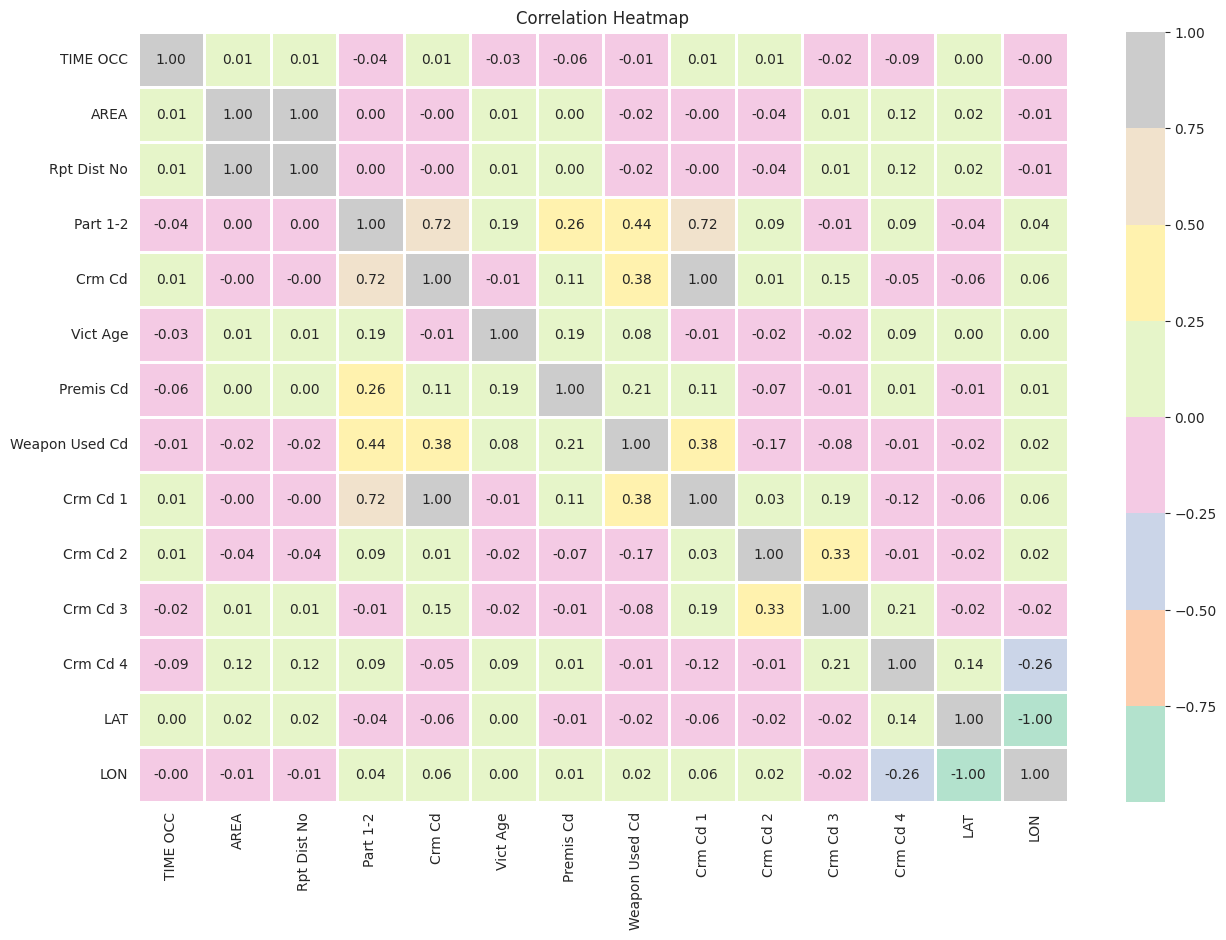 Correlation Heatmap
TIME OCC 1.00 0.01 0.01 -0.04 0.01 -0.03 -0.06 -0.01 0.01 0.01 -0.02 -0.09 0.00 -0.00
AREA 0.01 1.00 1.00 0.00 -0.00 0.01 0.00 -0.02 -0.00 -0.04 0.01 0.12 0.02 -0.01
Rpt Dist No 0.01 1.00 1.00 0.00 -0.00 0.01 0.00 -0.02 -0.00 -0.04 0.01 0.12 0.02 -0.01
Part 1-2 -0.04 0.00 0.00 1.00 0.72 0.19 0.26 0.44 0.72 0.09 -0.01 0.09 -0.04 0.04
Crm Cd 0.01 -0.00 -0.00 0.72 1.00 -0.01 0.11 0.38 1.00 0.01 0.15 -0.05 -0.06 0.06
Vict Age -0.03 0.01 0.01 0.19 -0.01 1.00 0.19 0.08 -0.01 -0.02 -0.02 0.09 0.00 0.00
Premis Cd -0.06 0.00 0.00 0.26 0.11 0.19 1.00 0.21 0.11 -0.07 -0.01 0.01 -0.01 0.01
Weapon Used Cd -0.01 -0.02 -0.02 0.44 0.38 0.08 0.21 1.00 0.38 -0.17 -0.08 -0.01 -0.02 0.02
Crm Cd 1 0.01 -0.00 -0.00 0.72 1.00 -0.01 0.11 0.38 1.00 0.03 0.19 -0.12 -0.06 0.06
Crm Cd 2 0.01 -0.04 -0.04 0.09 0.01 -0.02 -0.07 -0.17 0.03 1.00 0.33 -0.01 -0.02 0.02
Crm Cd 3 -0.02 0.01 0.01 -0.01 0.15 -0.02 -0.01 -0.08 0.19 0.33 1.00 0.21 -0.02 -0.02
Crm Cd 4 -0.09 0.12 0.12 0.09 -0.05 0.09 0.01 -0.01 -0.12 -0.01 0.21 1.00 0.14 -0.26
LAT 0.00 0.02 0.02 -0.04 -0.06 0.00 -0.01 -0.02 -0.06 -0.02 -0.02 0.14 1.00 -1.00
LON -0.00 -0.01 -0.01 0.04 0.06 0.00 0.01 0.02 0.06 0.02 -0.02 -0.26 -1.00 1.00
TIME OCC
AREA
Rpt Dist No
Part 1-2
Crm Cd
Vict Age
Premis Cd
Weapon Used Cd
Crm Cd 1
Crm Cd 2
Crm Cd 3
Crm Cd 4
LAT
LON
1.00
0.75
0.50
0.25
0.00
−0.25
−0.50
−0.75